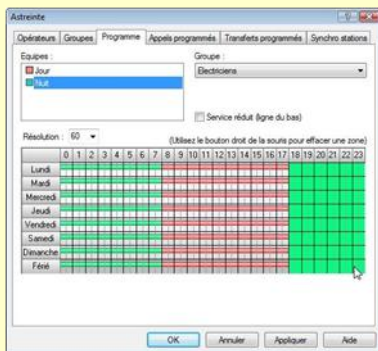 Astreinte
Opérateurs Groupes Programme Appels programmés Transferts programmés Synchro stations
Equipes : Groupe :
Jour Electriciens
Nuit
Service réduit (ligne du bas)
Résolution : 60 (Utilisez le bouton droit de la souris pour effacer une zone)
0 1 2 3 4 5 6 7 8 9 10 11 12 13 14 15 16 17 18 19 20 21 22 23
Lundi
Mardi
Mercredi
Jeudi
Vendredi
Samedi
Dimanche
Férié
OK Annuler Appliquer Aide